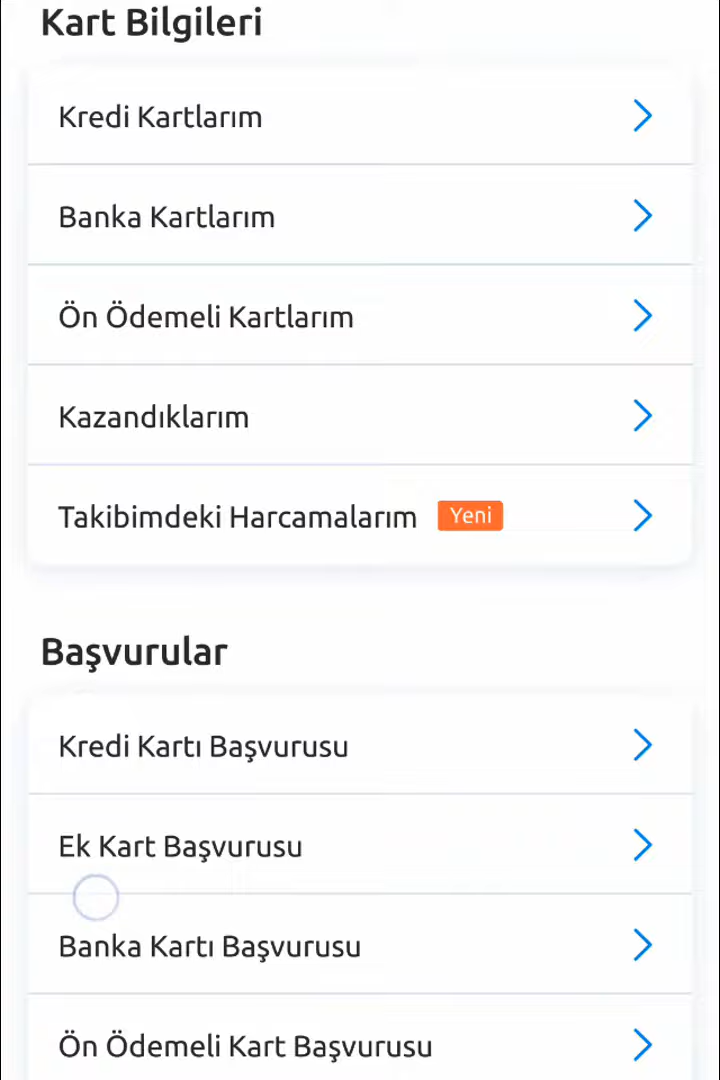 Kart Bilgileri
Kredi Kartlarım
Banka Kartlarım
Ön Ödemeli Kartlarım
Kazandıklarım
Takibimdeki Harcamalarım Yeni
Başvurular
Kredi Kartı Başvurusu
Ek Kart Başvurusu
Banka Kartı Başvurusu
Ön Ödemeli Kart Başvurusu